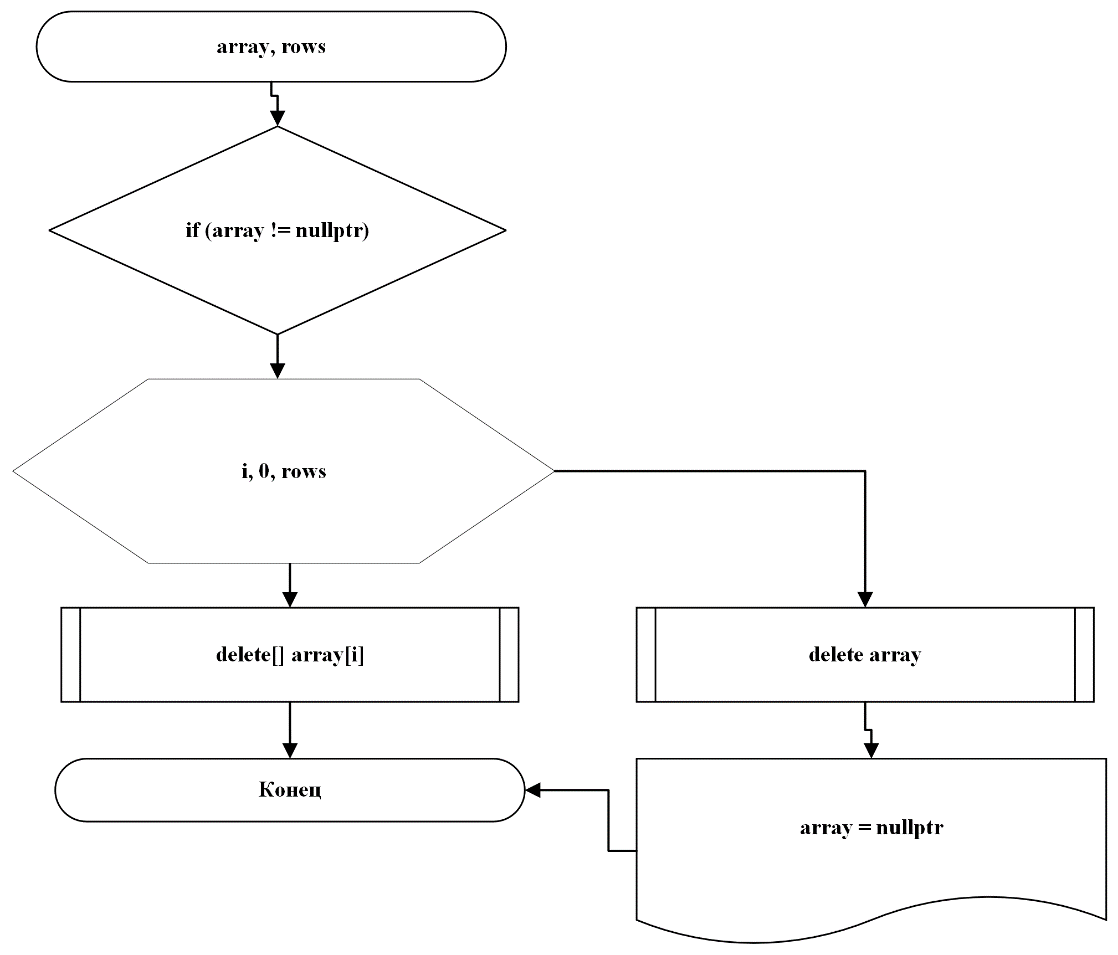 array, rows
if (array != nullptr)
i, 0, rows
delete[] array[i]
delete array
Конец
array = nullptr